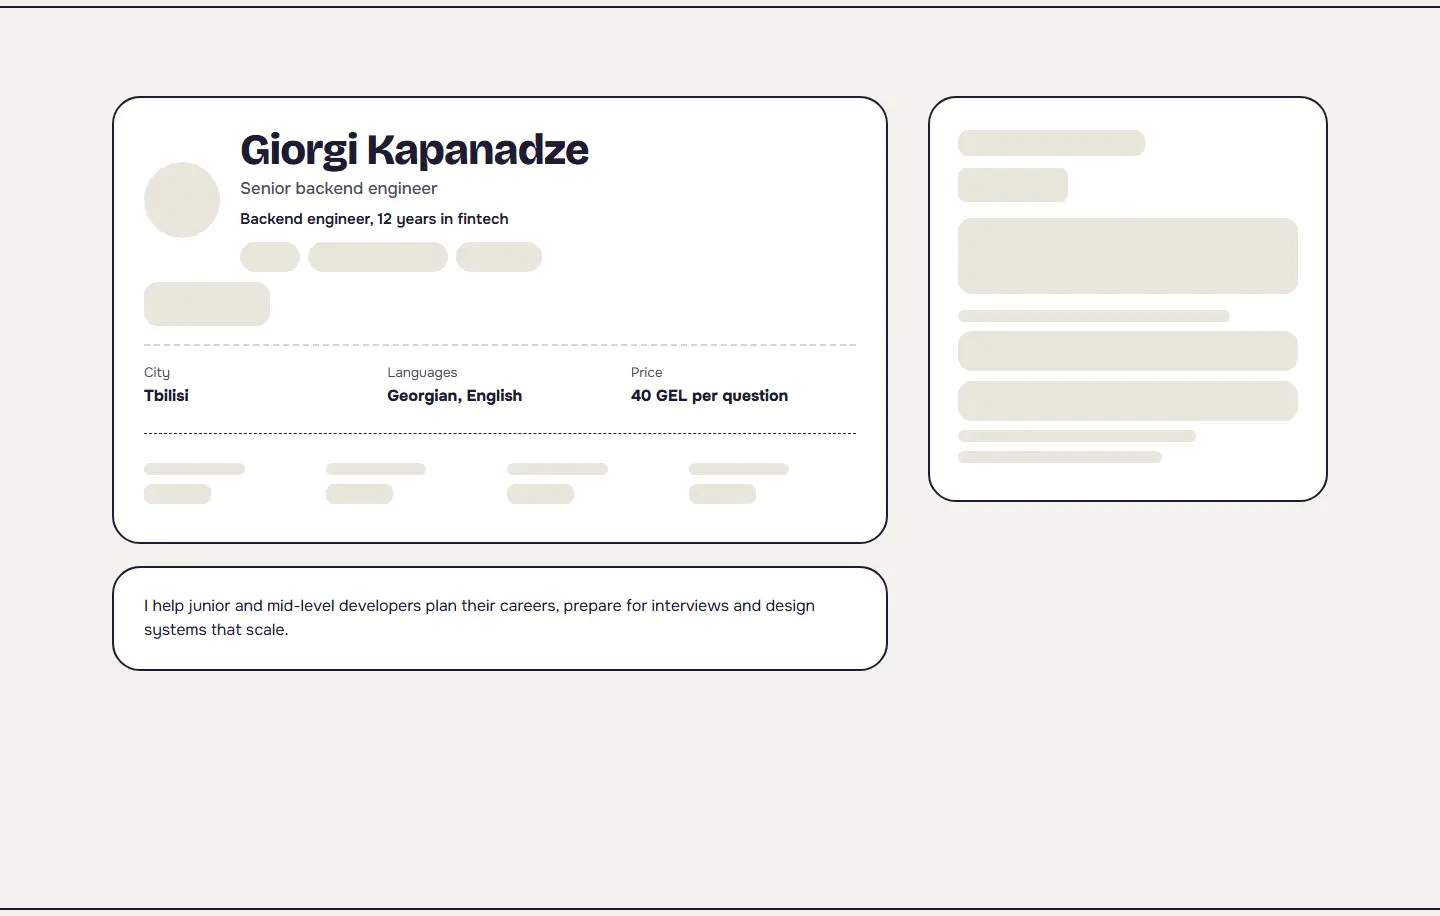 Giorgi Kapanadze
Senior backend engineer
Backend engineer, 12 years in fintech
City
Tbilisi
Languages
Georgian, English
Price
40 GEL per question
I help junior and mid-level developers plan their careers, prepare for interviews and design
systems that scale.